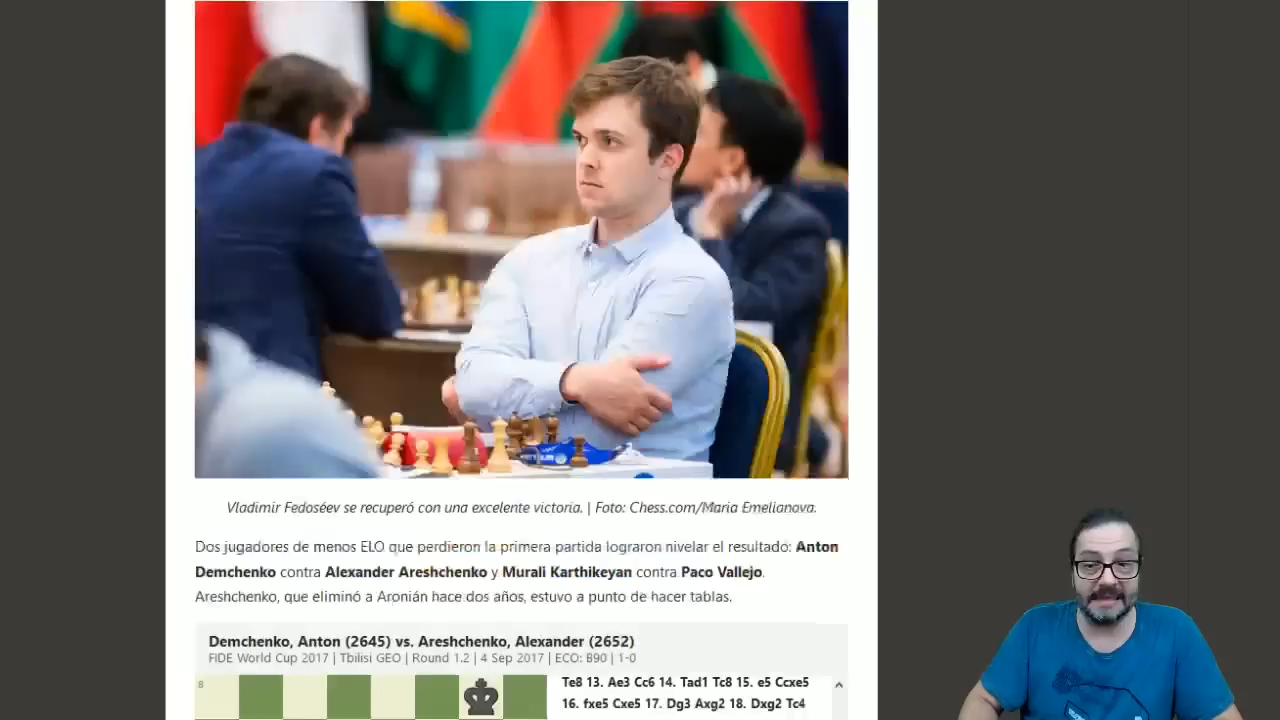 Vladimir Fedoséev se recuperó con una excelente victoria. | Foto: Chess.com/Maria Emelianova.
Dos jugadores de menos ELO que perdieron la primera partida lograron nivelar el resultado: Anton
Demchenko contra Alexander Areshchenko y Murali Karthikeyan contra Paco Vallejo.
Areshchenko, que eliminó a Aronián hace dos años, estuvo a punto de hacer tablas.
Demchenko, Anton (2645) vs. Areshchenko, Alexander (2652)
FIDE World Cup 2017 | Tbilisi GEO | Round 1.2 | 4 Sep 2017 | ECO: B90 | 1-0
8
Te8 13. Ae3 Cc6 14. Tad1 Tc8 15. e5 Ccxe5
16. fxe5 Cxe5 17. Dg3 Axg2 18. Dxg2 Tc4